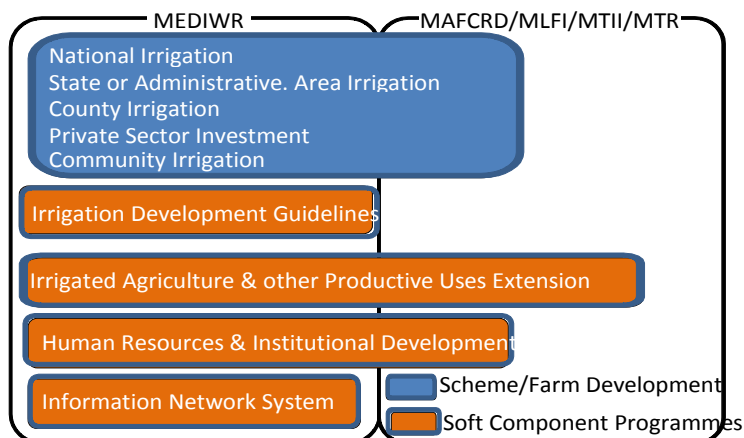 MEDIWR
MAFCRD/MLFI/MTII/MTR
National Irrigation
State or Administrative. Area Irrigation
County Irrigation
Private Sector Investment
Community Irrigation
Irrigation Development Guidelines
Irrigated Agriculture & other Productive Uses Extension
Human Resources & Institutional Development
Information Network System
Scheme/Farm Development
Soft Component Programmes